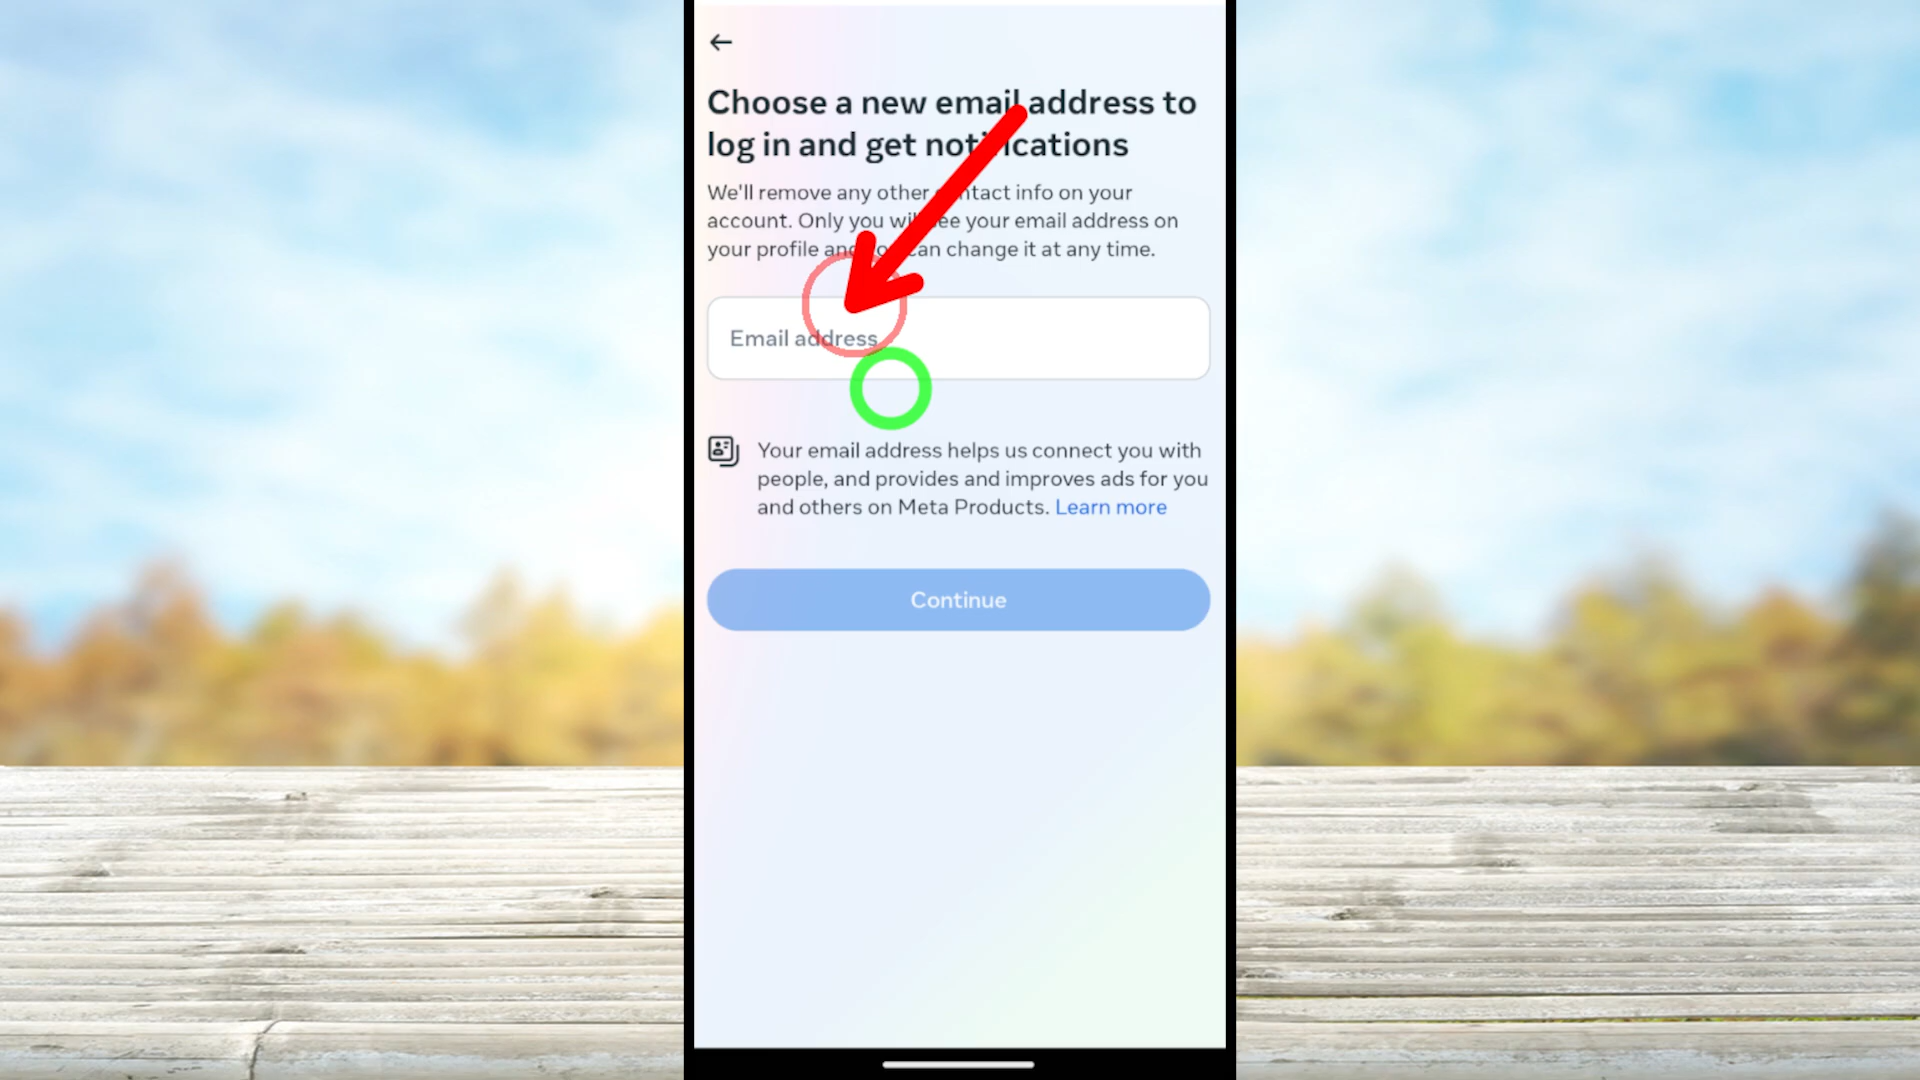 Choose a new email address to
log in and get notifications
We'll remove any other contact info on your
account. Only you will see your email address on
your profile and you can change it at any time.
Email address
Your email address helps us connect you with
people, and provides and improves ads for you
and others on Meta Products. Learn more
Continue